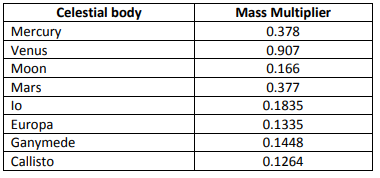 Celestial body Mass Multiplier
Mercury 0.378
Venus 0.907
Moon 0.166
Mars 0.377
Io 0.1835
Europa 0.1335
Ganymede 0.1448
Callisto 0.1264